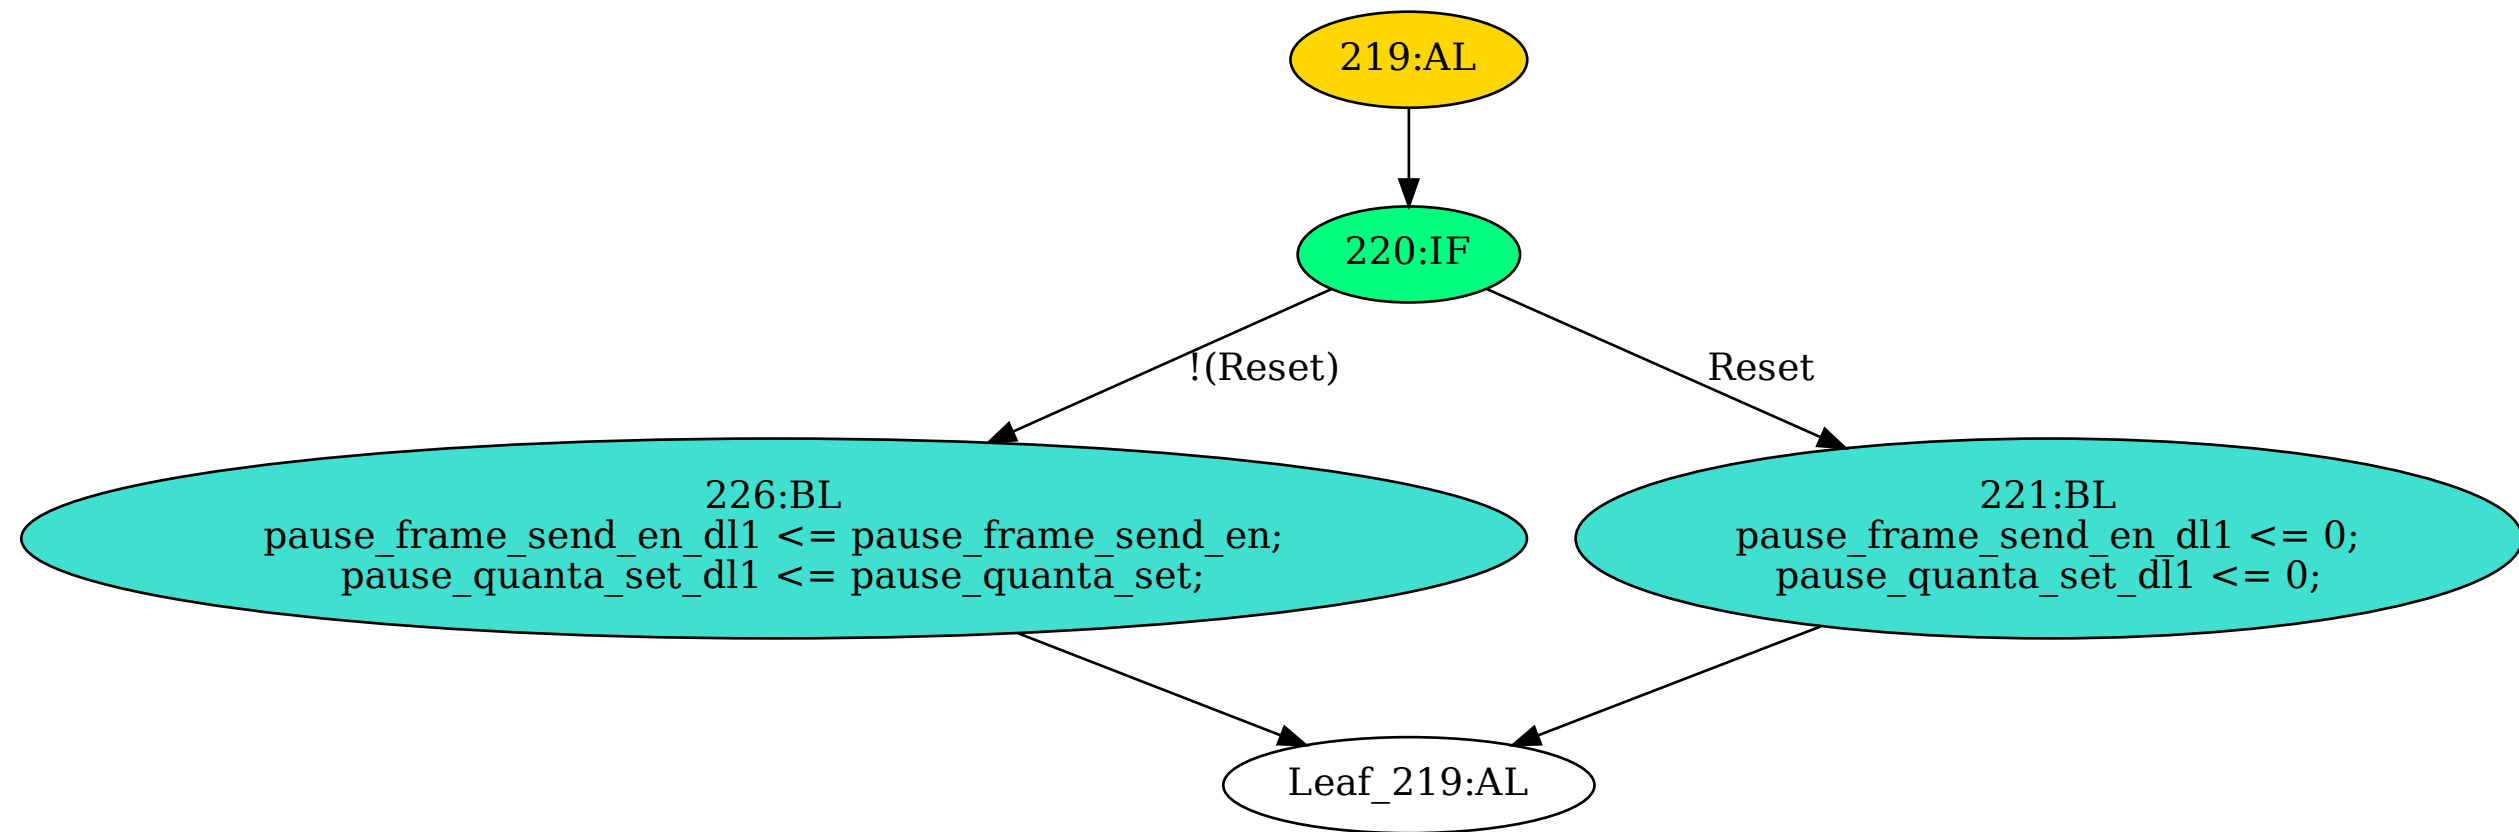 219:AL
220:IF
!(Reset)
Reset
226:BL
pause_frame_send_en_dl1 <= pause_frame_send_en;
pause_quanta_set_dl1 <= pause_quanta_set;
221:BL
pause_frame_send_en_dl1 <= 0;
pause_quanta_set_dl1 <= 0;
Leaf_219:AL